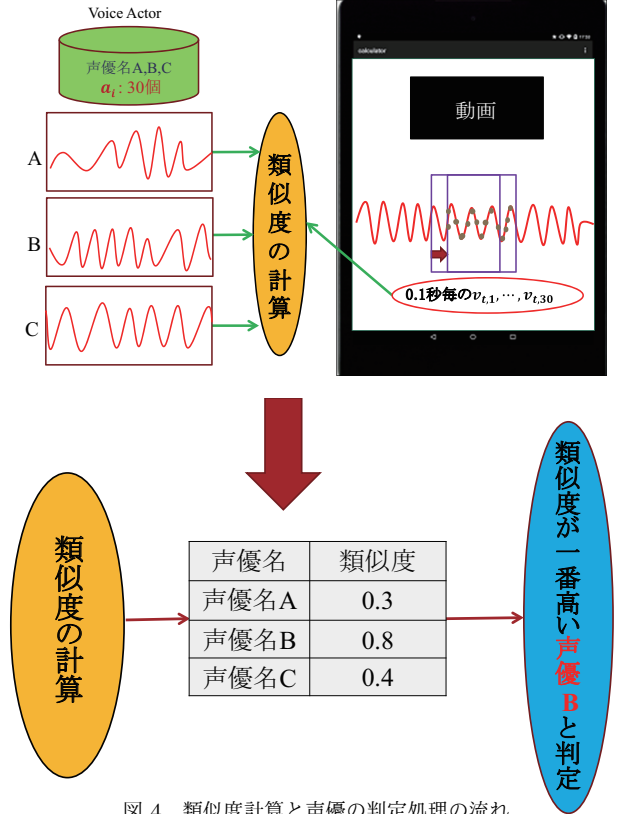 Voice Actor
声優名A,B,C
a_i: 30個
A
B
C
類似度の計算
calculator
17:33
動画
0.1秒毎のv_{t,1},⋯,v_{t,30}
類似度の計算
声優名 類似度
声優名A 0.3
声優名B 0.8
声優名C 0.4
類似度が一番高い声優Bと判定
図 4 類似度計算と声優の判定処理の流れ